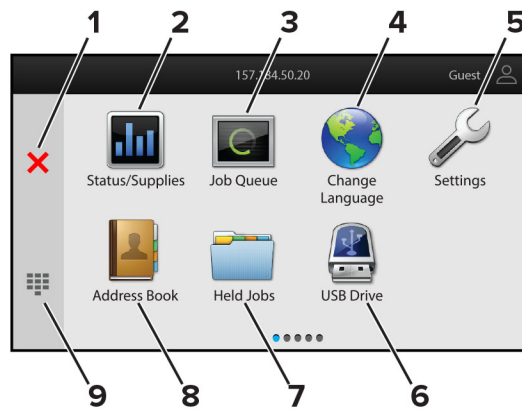 1 2 3 4 5
157.184.50.20 Guest
Status/Supplies Job Queue Change Language Settings
Address Book Held Jobs USB Drive
9 8 7 6